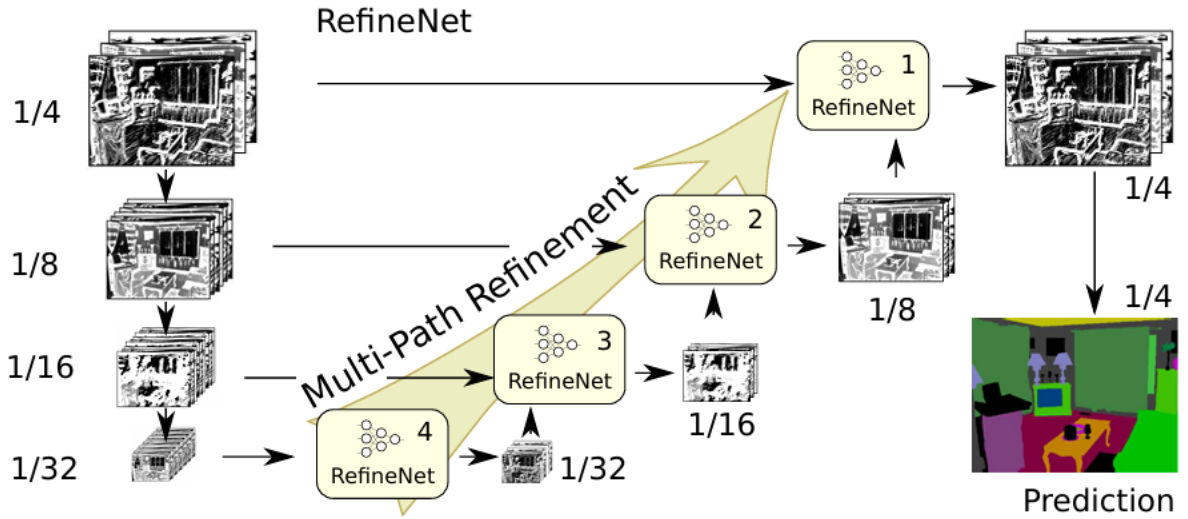 RefineNet
1/4
1
RefineNet
1/4
1/8
Multi-Path Refinement
2
RefineNet
1/8
1/4
1/16
3
RefineNet
1/16
1/32
4
RefineNet
1/32
Prediction